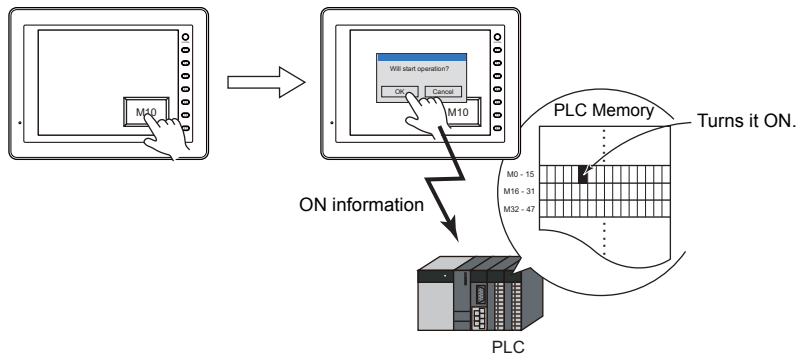 M10
Will start operation?
OK Cancel
M10
PLC Memory
Turns it ON.
M0 - 15
M16 - 31
M32 - 47
ON information
PLC